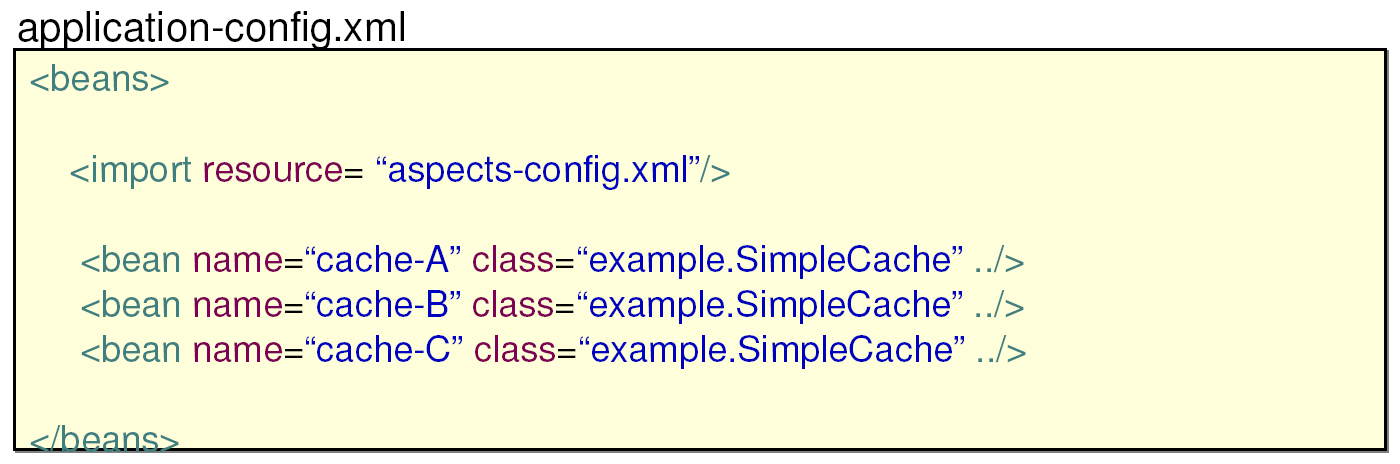 application-config.xml
<beans>
<import resource= “aspects-config.xml”/>
<bean name=“cache-A” class=“example.SimpleCache” ../>
<bean name=“cache-B” class=“example.SimpleCache” ../>
<bean name=“cache-C” class=“example.SimpleCache” ../>
</beans>